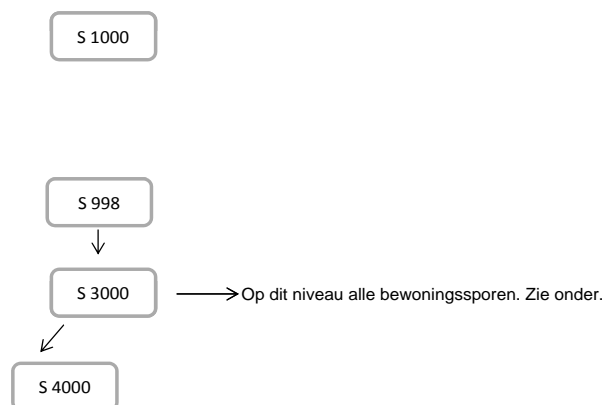 S 1000
S 998
S 3000
Op dit niveau alle bewoningssporen. Zie onder.
S 4000